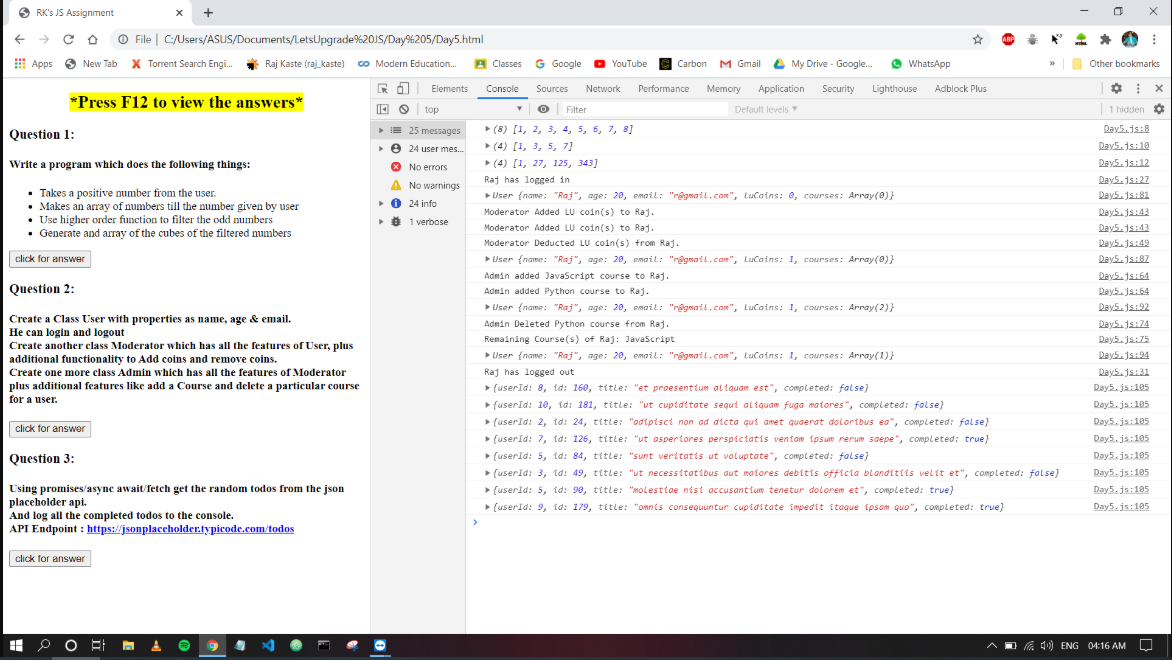 RK's JS Assignment
File | C:/Users/ASUS/Documents/LetsUpgrade%20JS/Day%205/Day5.html
Apps New Tab Torrent Search Engi... Raj Kaste (raj_kaste) Modern Education... Classes Google YouTube Carbon Gmail My Drive - Google... WhatsApp » Other bookmarks
*Press F12 to view the answers*
Question 1:
Write a program which does the following things:
• Takes a positive number from the user.
• Makes an array of numbers till the number given by user
• Use higher order function to filter the odd numbers
• Generate and array of the cubes of the filtered numbers
click for answer
Question 2:
Create a Class User with properties as name, age & email.
He can login and logout
Create another class Moderator which has all the features of User, plus
additional functionality to Add coins and remove coins.
Create one more class Admin which has all the features of Moderator
plus additional features like add a Course and delete a particular course
for a user.
click for answer
Question 3:
Using promises/async await/fetch get the random todos from the json
placeholder api.
And log all the completed todos to the console.
API Endpoint : https://jsonplaceholder.typicode.com/todos
click for answer
Elements Console Sources Network Performance Memory Application Security Lighthouse Adblock Plus
top Filter Default levels 1 hidden
25 messages
24 user mes...
No errors
No warnings
24 info
1 verbose
(8) [1, 2, 3, 4, 5, 6, 7, 8] Day5.js:8
(4) [1, 3, 5, 7] Day5.js:10
(4) [1, 27, 125, 343] Day5.js:12
Raj has logged in Day5.js:27
User {name: "Raj", age: 20, email: "r@gmail.com", LuCoins: 0, courses: Array(0)} Day5.js:81
Moderator Added LU coin(s) to Raj. Day5.js:43
Moderator Added LU coin(s) to Raj. Day5.js:43
Moderator Deducted LU coin(s) from Raj. Day5.js:49
User {name: "Raj", age: 20, email: "r@gmail.com", LuCoins: 1, courses: Array(0)} Day5.js:87
Admin added JavaScript course to Raj. Day5.js:64
Admin added Python course to Raj. Day5.js:64
User {name: "Raj", age: 20, email: "r@gmail.com", LuCoins: 1, courses: Array(2)} Day5.js:92
Admin Deleted Python course from Raj. Day5.js:74
Remaining Course(s) of Raj: JavaScript Day5.js:75
User {name: "Raj", age: 20, email: "r@gmail.com", LuCoins: 1, courses: Array(1)} Day5.js:94
Raj has logged out Day5.js:31
{userId: 8, id: 160, title: "et praesentium aliquam est", completed: false} Day5.js:105
{userId: 10, id: 181, title: "ut cupiditate sequi aliquam fuga maiores", completed: false} Day5.js:105
{userId: 2, id: 24, title: "adipisci non ad dicta qui amet quaerat doloribus ea", completed: false} Day5.js:105
{userId: 7, id: 126, title: "ut asperiores perspiciatis veniam ipsum rerum saepe", completed: true} Day5.js:105
{userId: 5, id: 84, title: "sunt veritatis ut voluptate", completed: false} Day5.js:105
{userId: 3, id: 49, title: "ut necessitatibus aut maiores debitis officia blanditiis velit et", completed: false} Day5.js:105
{userId: 5, id: 90, title: "molestiae nisi accusantium tenetur dolorem et", completed: true} Day5.js:105
{userId: 9, id: 179, title: "omnis consequuntur cupiditate impedit itaque ipsam quo", completed: true} Day5.js:105
ENG 04:16 AM